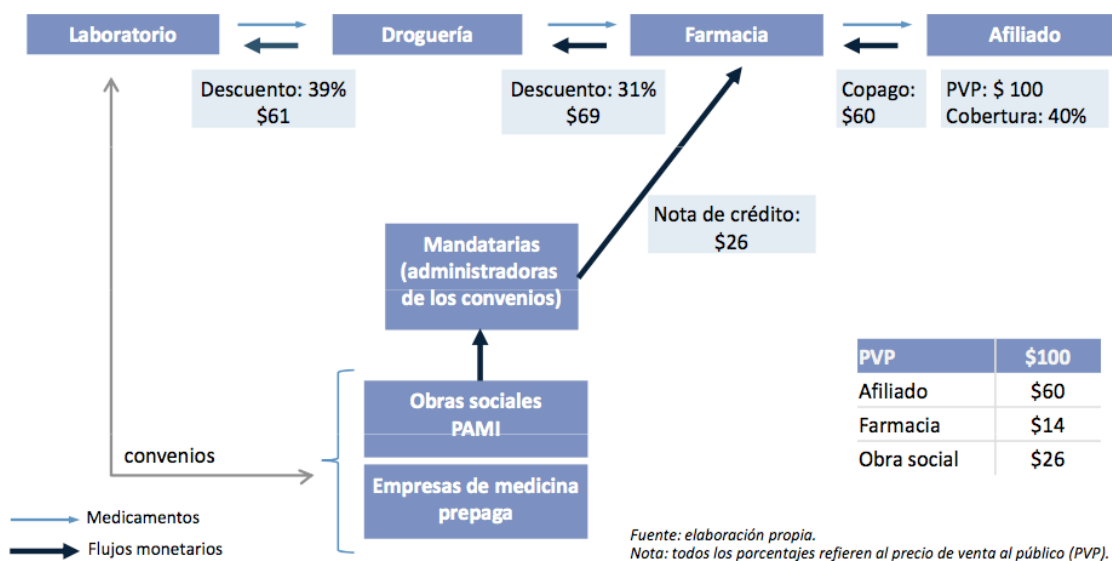 Laboratorio
Droguería
Farmacia
Afiliado
Descuento: 39%
$61
Descuento: 31%
$69
Copago:
$60
PVP: $ 100
Cobertura: 40%
Nota de crédito:
$26
Mandatarias
(administradoras
de los convenios)
Obras sociales
PAMI
Empresas de medicina
prepaga
convenios
PVP $100
Afiliado $60
Farmacia $14
Obra social $26
Medicamentos
Flujos monetarios
Fuente: elaboración propia.
Nota: todos los porcentajes refieren al precio de venta al público (PVP).